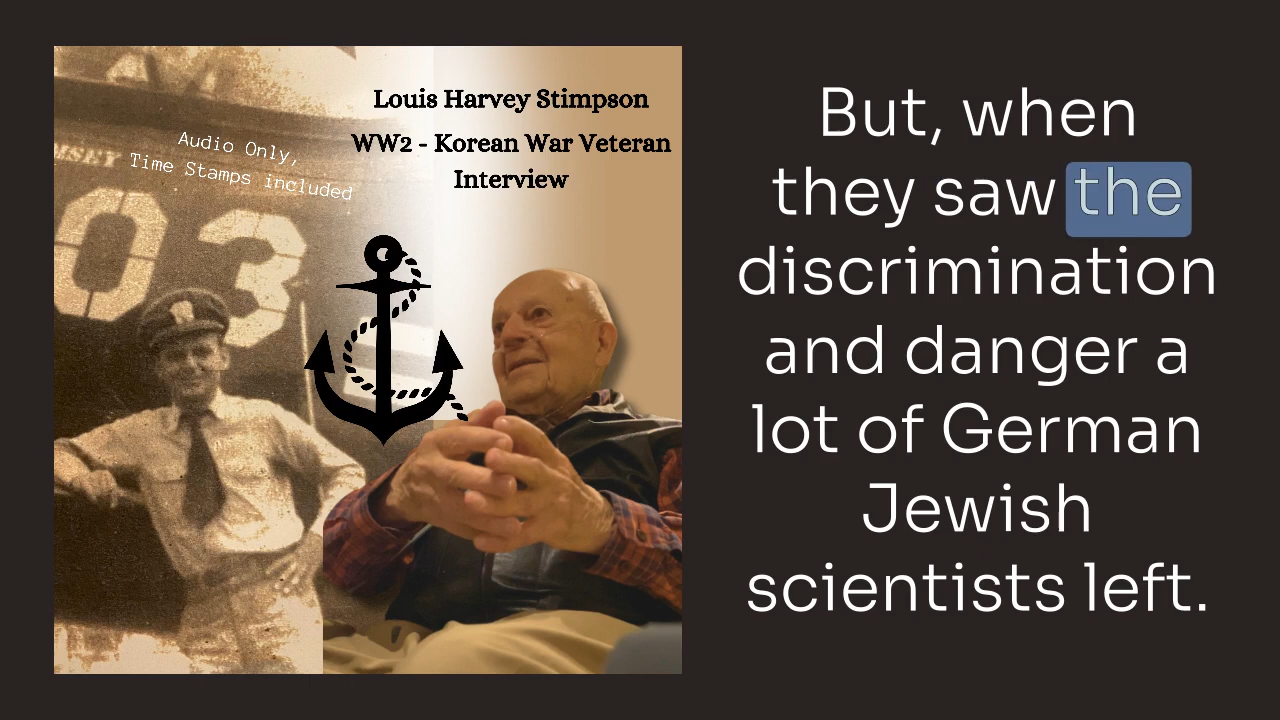 Louis Harvey Stimpson
WW2 - Korean War Veteran
Interview
Audio Only,
Time Stamps included
MSEY
03
But, when
they saw the
discrimination
and danger a
lot of German
Jewish
scientists left.